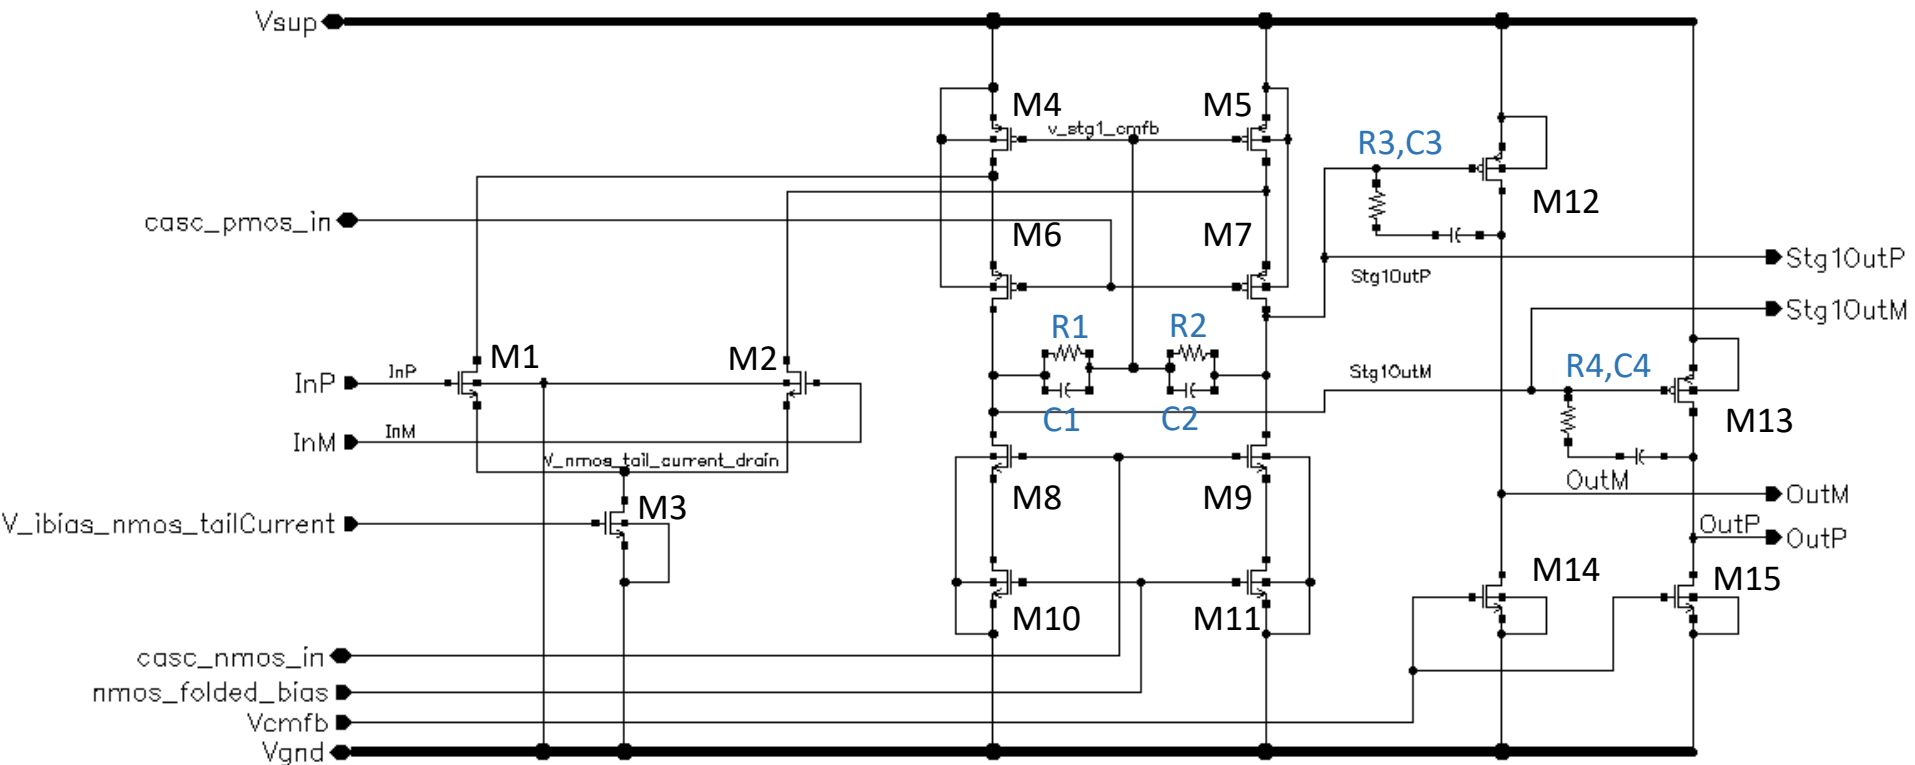 Vsup
M4
M5
v_stg1_cmfb
R3,C3
M12
casc_pmos_in
M6
M7
Stg1OutP
Stg1OutP
Stg1OutM
R1
R2
M1
M2
InP
InP
Stg1OutM
R4,C4
C1
C2
M13
InM
InM
V_nmos_tail_current_drain
M8
M9
OutM
OutM
M3
V_ibias_nmos_tailCurrent
OutP
OutP
M14
M15
M10
M11
casc_nmos_in
nmos_folded_bias
Vcmfb
Vgnd